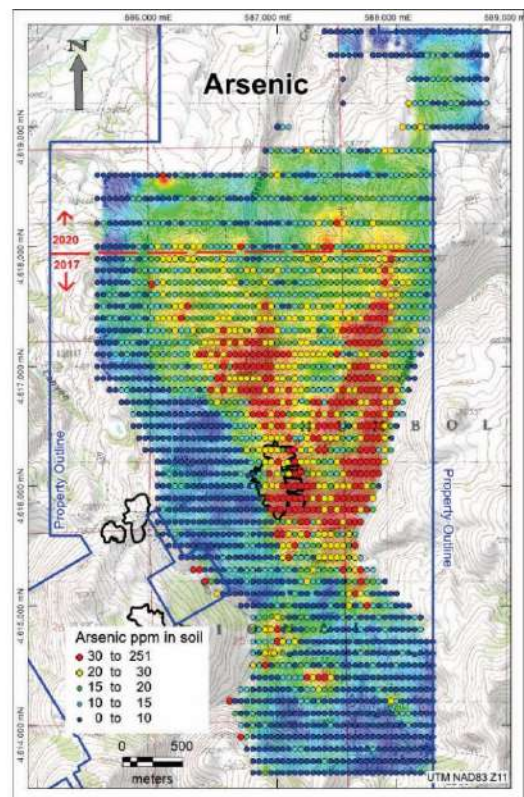 586,000 mE
587,000 mE
588,000 mE
589,000 mE
N
Arsenic
4,619,000 mN
2020
4,618,000 mN
2017
4,617,000 mN
B O L
Property Outline
Property Outline
4,616,000 mN
4,615,000 mN
Arsenic ppm in soil
30 to 251
20 to 30
15 to 20
10 to 15
0 to 10
4,614,000 mN
0
500
meters
UTM NAD83 Z11